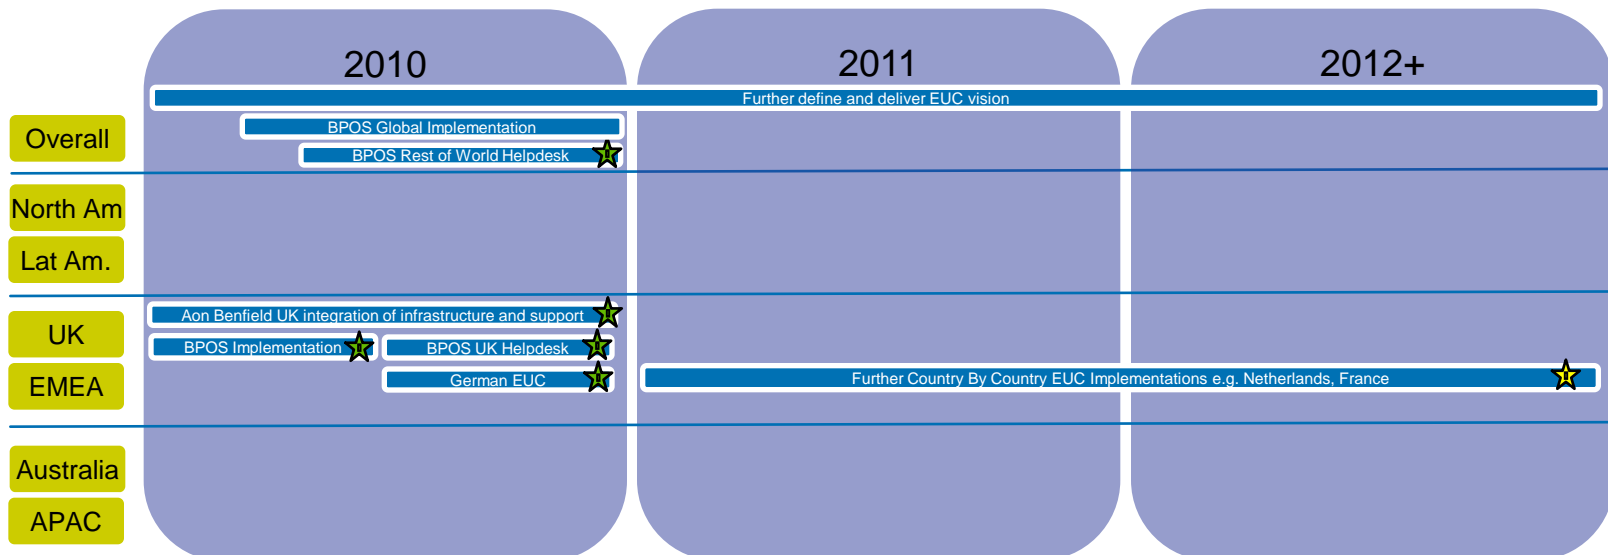 2010
2011
2012+
Further define and deliver EUC vision
Overall
BPOS Global Implementation
BPOS Rest of World Helpdesk
North Am
Lat Am.
UK
Aon Benfield UK integration of infrastructure and support
BPOS Implementation
BPOS UK Helpdesk
EMEA
German EUC
Further Country By Country EUC Implementations e.g. Netherlands, France
Australia
APAC